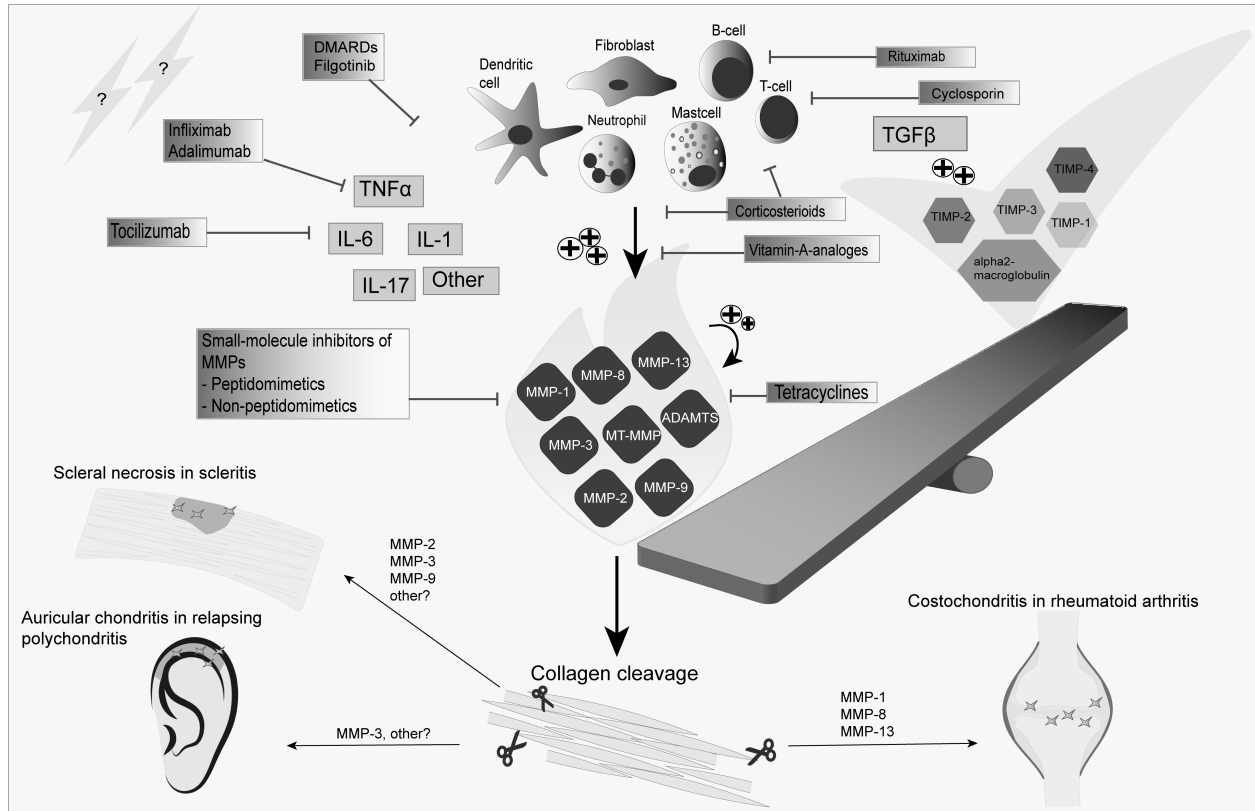 ?
?
DMARDs
Filgotinib
Dendritic
cell
Fibroblast
B-cell
T-cell
Neutrophil
Mastcell
Rituximab
Cyclosporin
TGFβ
Infliximab
Adalimumab
TNFα
Tocilizumab
IL-6
IL-1
IL-17
Other
Corticosterioids
Vitamin-A-analoges
TIMP-4
TIMP-3
TIMP-2
TIMP-1
alpha2-
macroglobulin
Small-molecule inhibitors of
MMPs
- Peptidomimetics
- Non-peptidomimetics
MMP-13
MMP-8
MMP-1
ADAMTS
MT-MMP
MMP-3
MMP-9
MMP-2
Tetracyclines
Scleral necrosis in scleritis
MMP-2
MMP-3
MMP-9
other?
Auricular chondritis in relapsing
polychondritis
Collagen cleavage
MMP-3, other?
Costochondritis in rheumatoid arthritis
MMP-1
MMP-8
MMP-13